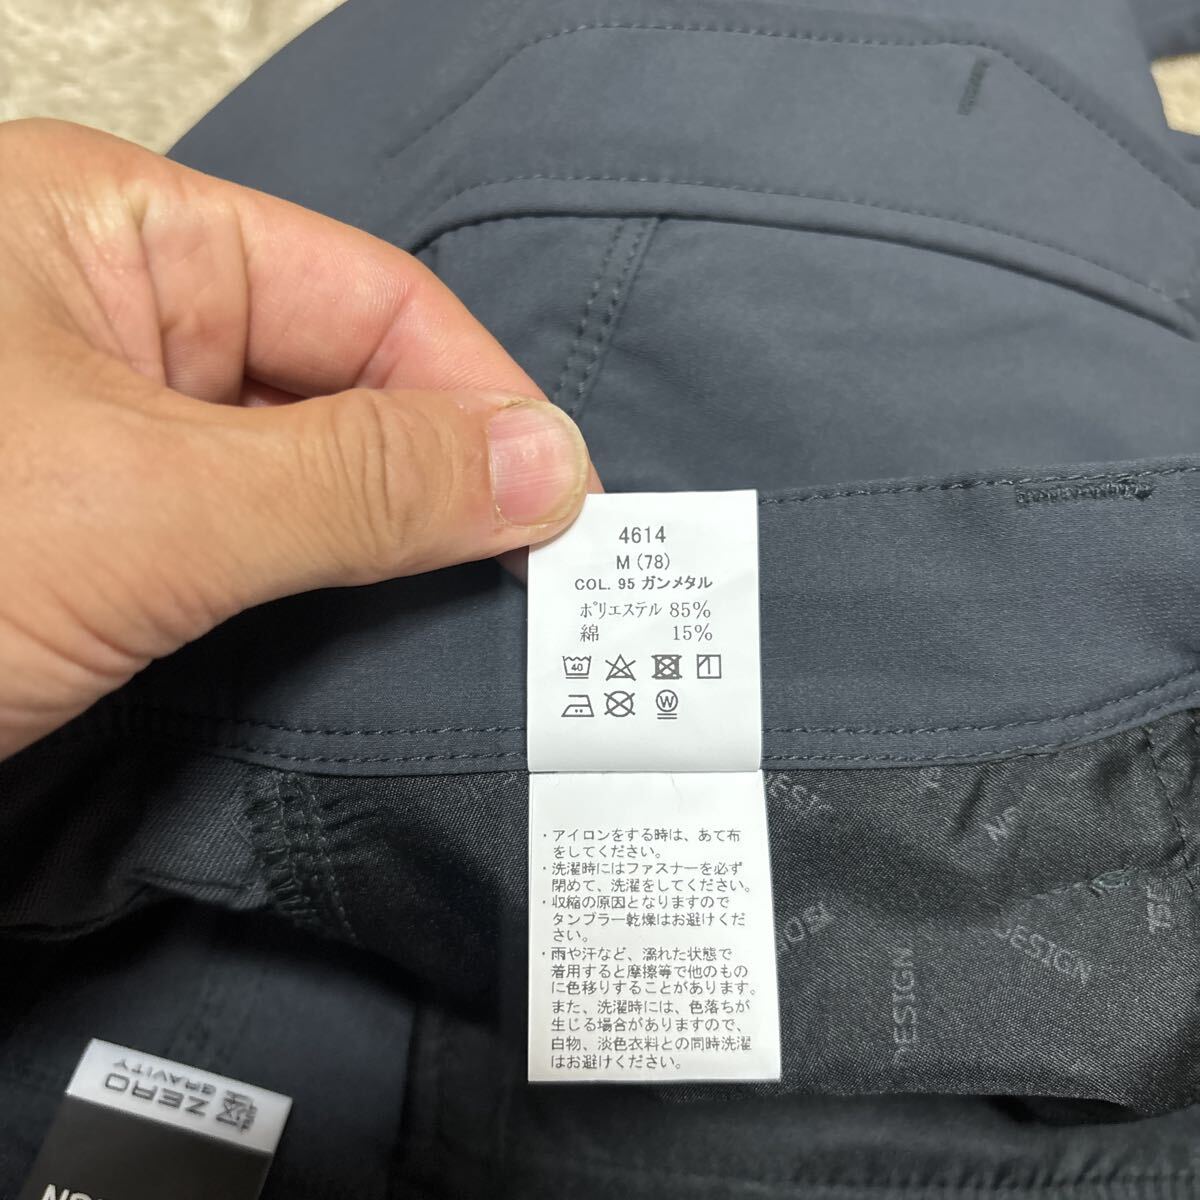 4614
M (78)
COL. 95 ガンメタル
ポリエステル 85%
綿 15%
40
W
・アイロンをする時は、あて布
をしてください。
・洗濯時にはファスナーを必ず
閉めて、洗濯をしてください。
・収縮の原因となりますので
タンブラー乾燥はお避けくだ
さい。
・雨や汗など、濡れた状態で
着用すると摩擦等で他のもの
に色移りすることがあります。
また、洗濯時には、色落ちが
生じる場合がありますので、
白物、淡色衣料との同時洗濯
はお避けください。
DESIGN
DESIGN
ZERO
GRAVITY